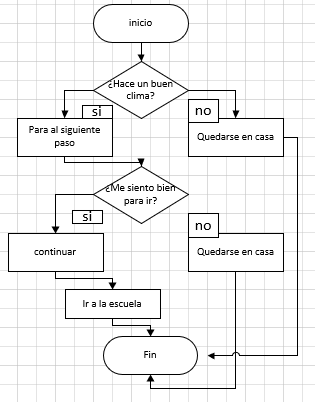 inicio
¿Hace un buen
clima?
si
no
Para al siguiente
paso
Quedarse en casa
¿Me siento bien
para ir?
si
no
continuar
Quedarse en casa
Ir a la escuela
Fin